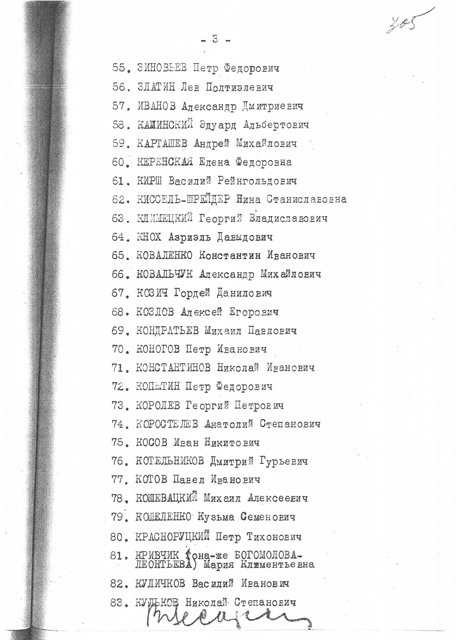 - 3 -
55. ЗИНОВЬЕВ Петр Федорович
56. ЗЛАТИН Лев Полтиэлевич
57. ИВАНОВ Александр Дмитриевич
58. КАЛИНСКИЙ Эдуард Альбертович
59. КАРТАШЕВ Андрей Михайлович
60. КЕРЕНСКАЯ Елена Федоровна
61. КИРШ Василий Рейнгольдович
62. КИССЕЛЬ-ШРЕЙДЕР Нина Станиславовна
63. КЛИМЕЦКИЙ Георгий Владиславович
64. КНОХ Азриэль Давыдович
65. КОВАЛЕНКО Константин Иванович
66. КОВАЛЬЧУК Александр Михайлович
67. КОЗИЧ Гордей Данилович
68. КОЗЛОВ Алексей Егорович
69. КОНДРАТЬЕВ Михаил Павлович
70. КОНОГОВ Петр Иванович
71. КОНСТАНТИНОВ Николай Иванович
72. КОПЫТИН Петр Федорович
73. КОРОЛЕВ Георгий Петрович
74. КОРОСТЕЛЕВ Анатолий Степанович
75. КОСОВ Иван Никитович
76. КОТЕЛЬНИКОВ Дмитрий Гурьевич
77. КОТОВ Павел Иванович
78. КОШЕВАЦКИЙ Михаил Алексеевич
79. КОШЕЛЕНКО Кузьма Семенович
80. КРАСНОРУЦКИЙ Петр Тихонович
81. КРИВЧИК (она-же БОГОМОЛОВА-
ЛЕОНТЬЕВА) Мария Климентьевна
82. КУЛИЧКОВ Василий Иванович
83. КУЛЬКОВ Николай Степанович